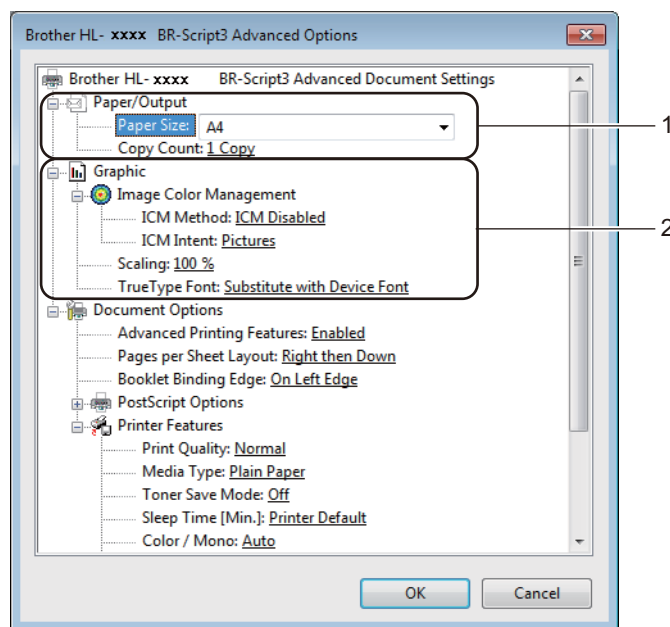 Brother HL- xxxx BR-Script3 Advanced Options
Brother HL- xxxx BR-Script3 Advanced Document Settings
Paper/Output
Paper Size: A4
1
Copy Count: 1 Copy
Graphic
Image Color Management
ICM Method: ICM Disabled
2
ICM Intent: Pictures
Scaling: 100 %
TrueType Font: Substitute with Device Font
Document Options
Advanced Printing Features: Enabled
Pages per Sheet Layout: Right then Down
Booklet Binding Edge: On Left Edge
PostScript Options
Printer Features
Print Quality: Normal
Media Type: Plain Paper
Toner Save Mode: Off
Sleep Time [Min.]: Printer Default
Color / Mono: Auto
OK Cancel